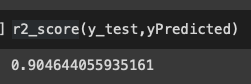 ] r2_score(y_test,yPredicted)
0.904644055935161